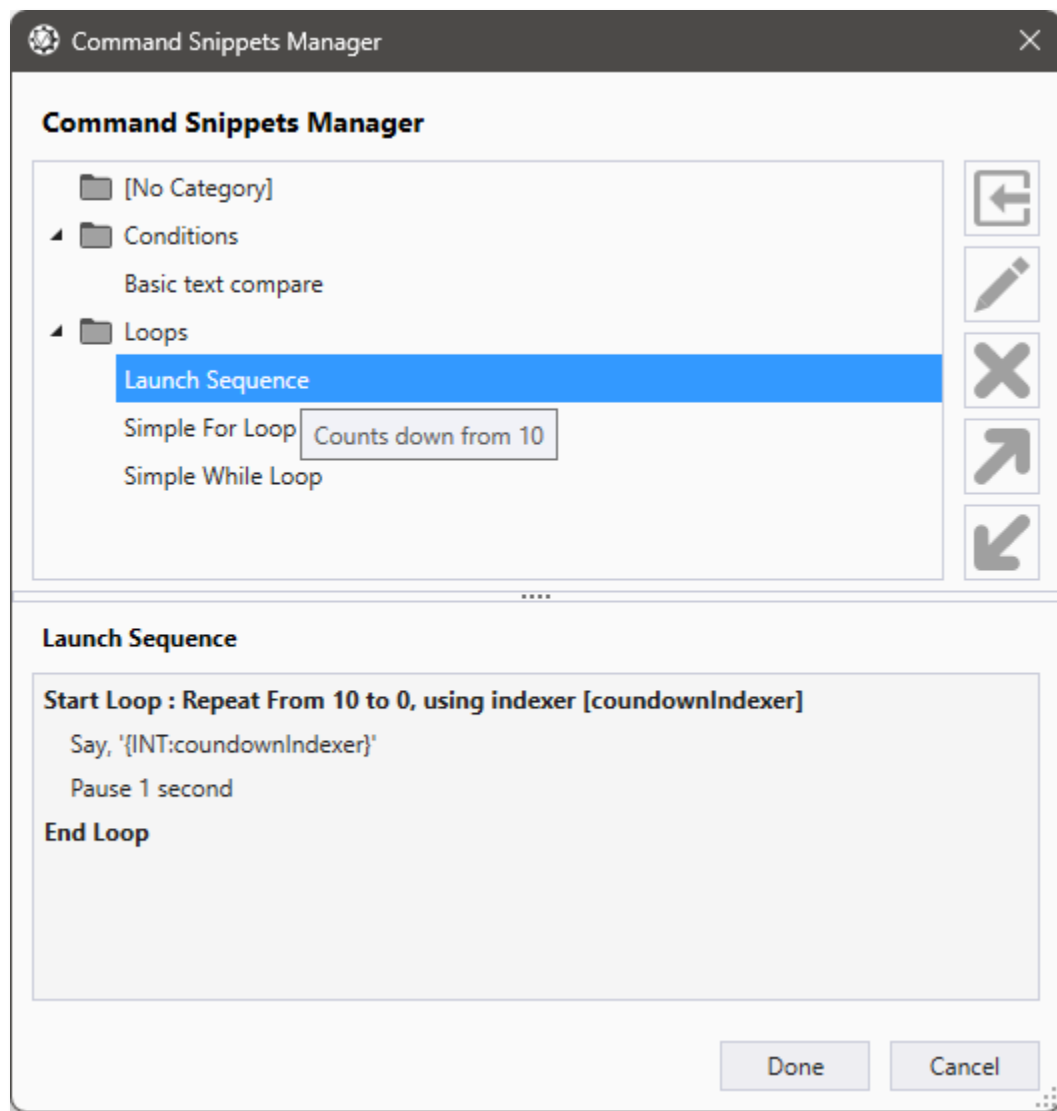 Command Snippets Manager
Command Snippets Manager
[No Category]
Conditions
Basic text compare
Loops
Launch Sequence
Simple For Loop
Counts down from 10
Simple While Loop
Launch Sequence
Start Loop : Repeat From 10 to 0, using indexer [coundownIndexer]
Say, '{INT:coundownIndexer}'
Pause 1 second
End Loop
Done
Cancel